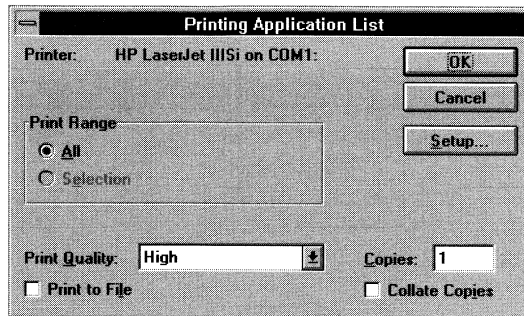 Printing Application List
Printer: HP LaserJet IIISi on COM1:
OK
Cancel
Print Range
Setup...
All
Selection
Print Quality: High
Copies: 1
Print to File
Collate Copies